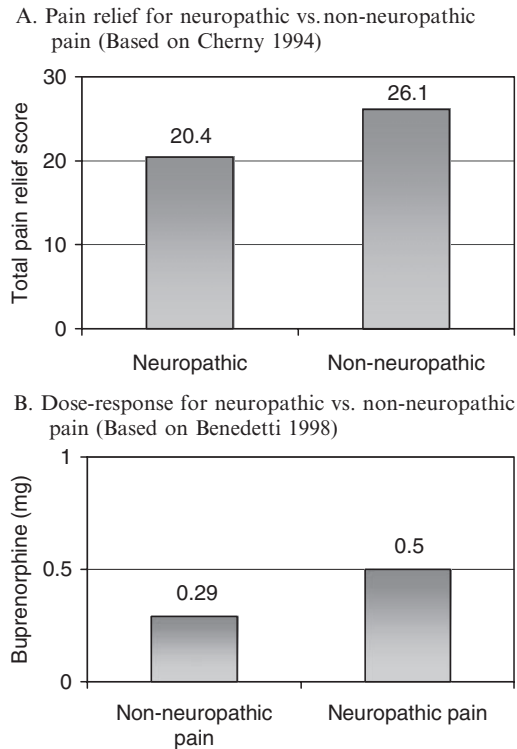 A. Pain relief for neuropathic vs. non-neuropathic
pain (Based on Cherny 1994)
Total pain relief score
30
20
10
0
20.4
26.1
Neuropathic
Non-neuropathic
B. Dose-response for neuropathic vs. non-neuropathic
pain (Based on Benedetti 1998)
Buprenorphine (mg)
1
0.5
0
0.29
0.5
Non-neuropathic
pain
Neuropathic pain